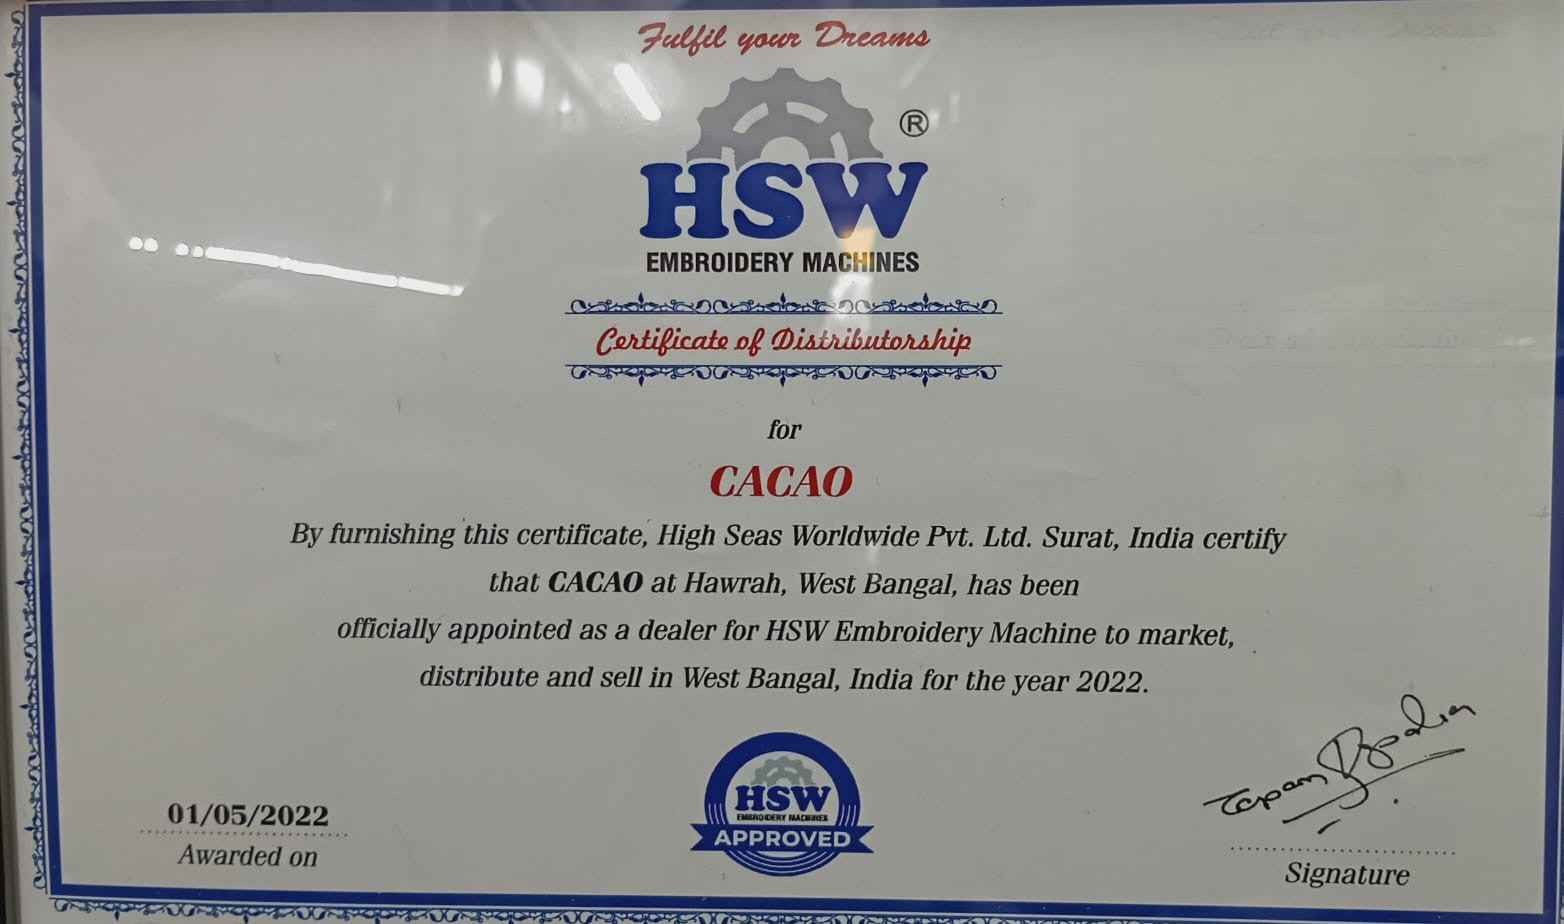 Fulfil your Dreams
®
HSW
EMBROIDERY MACHINES
Certificate of Distributorship
for
CACAO
By furnishing this certificate, High Seas Worldwide Pvt. Ltd. Surat, India certify
that CACAO at Hawrah, West Bangal, has been
officially appointed as a dealer for HSW Embroidery Machine to market,
distribute and sell in West Bangal, India for the year 2022.
HSW
EMBROIDERY MACHINES
APPROVED
01/05/2022
Awarded on
Tapan
Signature